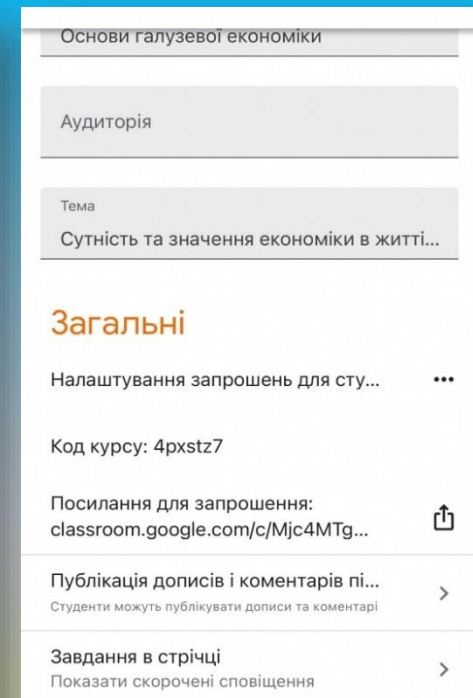 Основи галузевої економіки
Аудиторія
Тема
Сутність та значення економіки в житті...
Загальні
Налаштування запрошень для сту...
Код курсу: 4pxstz7
Посилання для запрошення:
classroom.google.com/c/Mjc4MTg...
Публікація дописів і коментарів пі...
Студенти можуть публікувати дописи та коментарі
Завдання в стрічці
Показати скорочені сповіщення